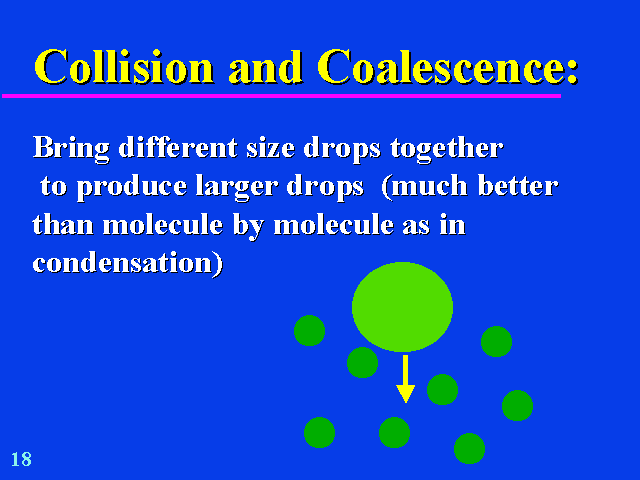 Collision and Coalescence:
Bring different size drops together
to produce larger drops (much better
than molecule by molecule as in
condensation)
18